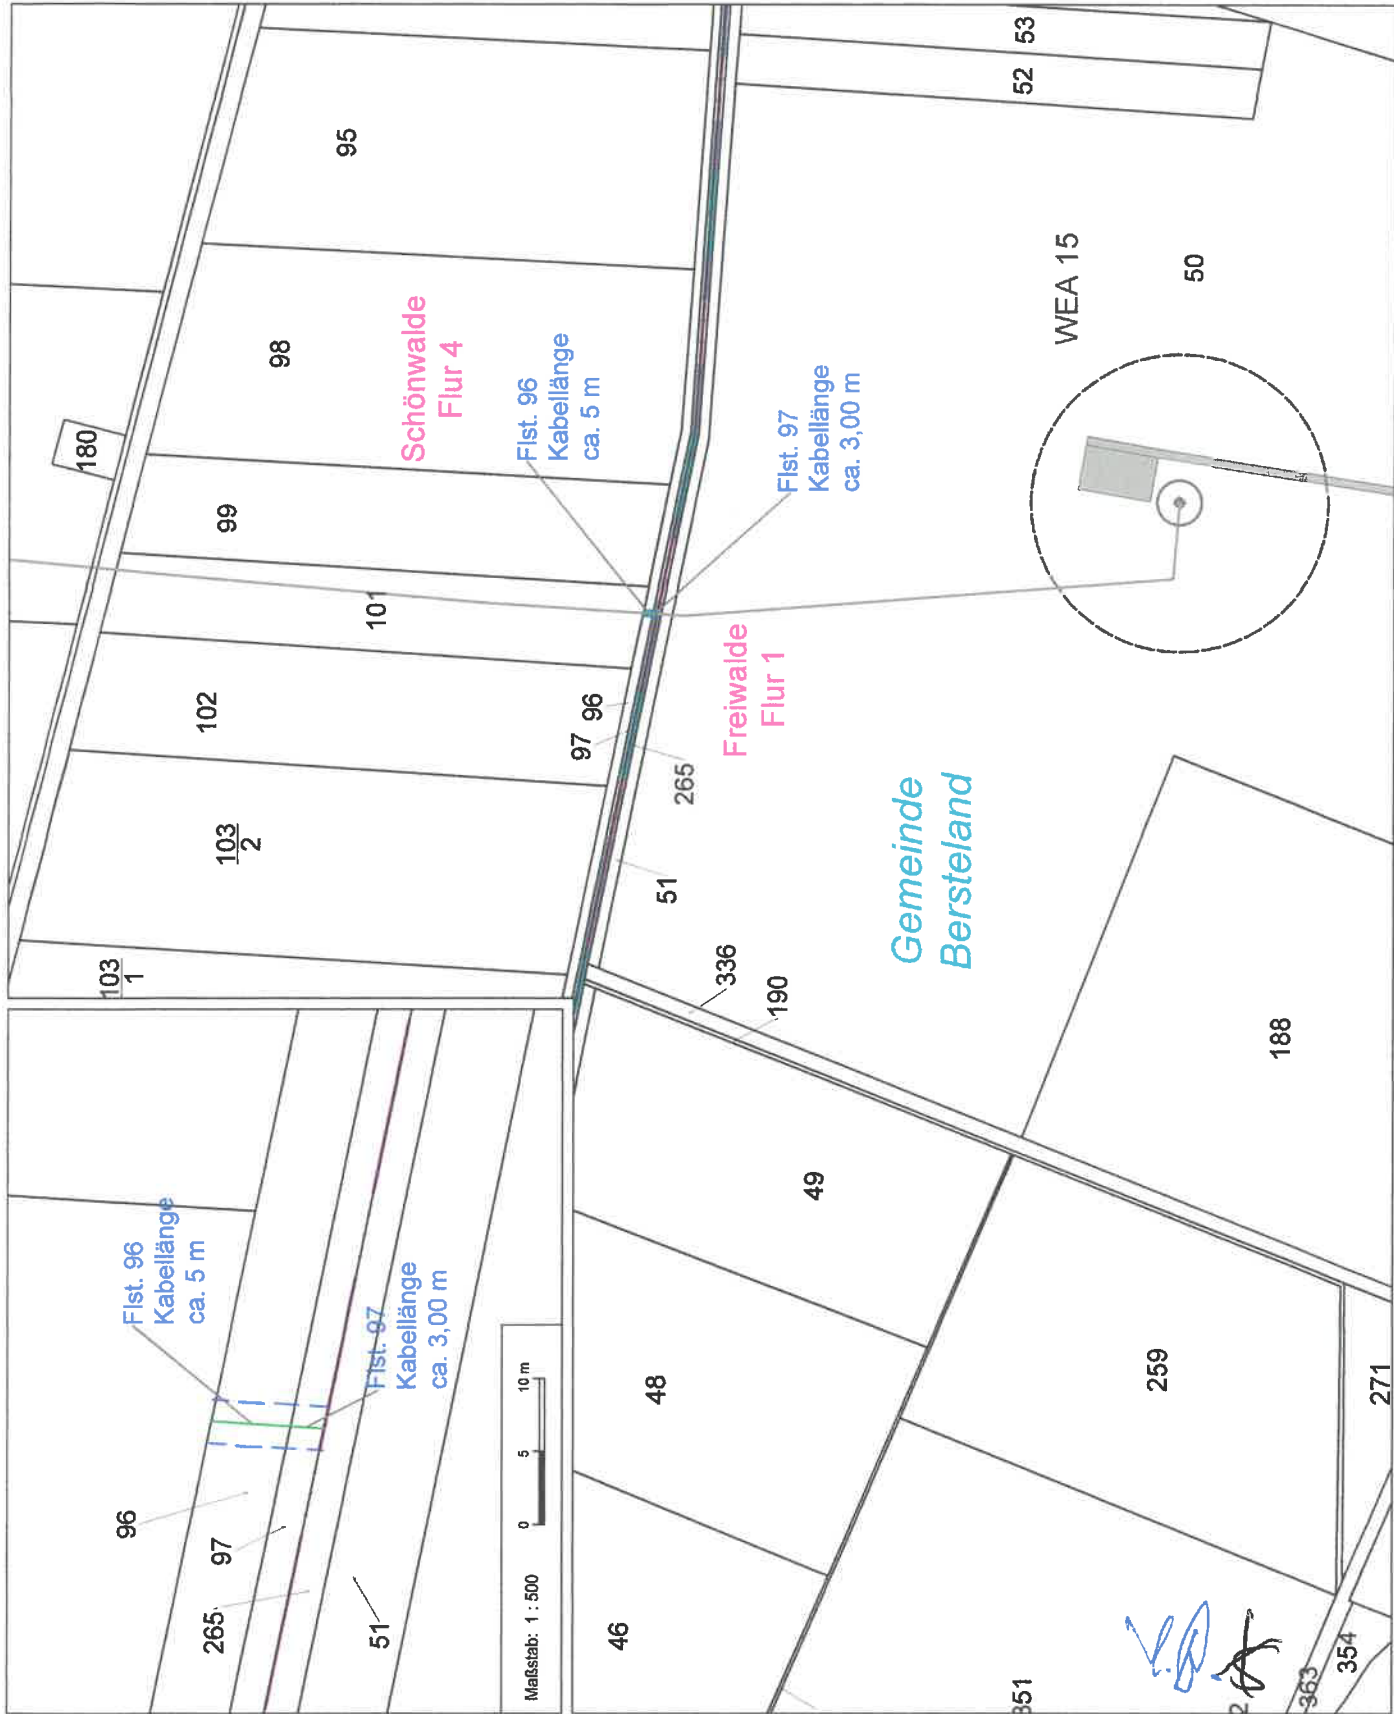 103
1
103
2
102
101
99
180
98
95
Schönwalde
Flur 4
Flst. 96
Kabellänge
ca. 5 m
Flst. 97
Kabellänge
ca. 3,00 m
96
97
265
51
Freiwalde
Flur 1
Gemeinde
Bersteland
336
190
WEA 15
50
52
53
188
49
48
46
259
271
351
2
363
354
Flst. 96
Kabellänge
ca. 5 m
Flst. 97
Kabellänge
ca. 3,00 m
96
97
265
51
Maßstab: 1 : 500
0 5 10 m